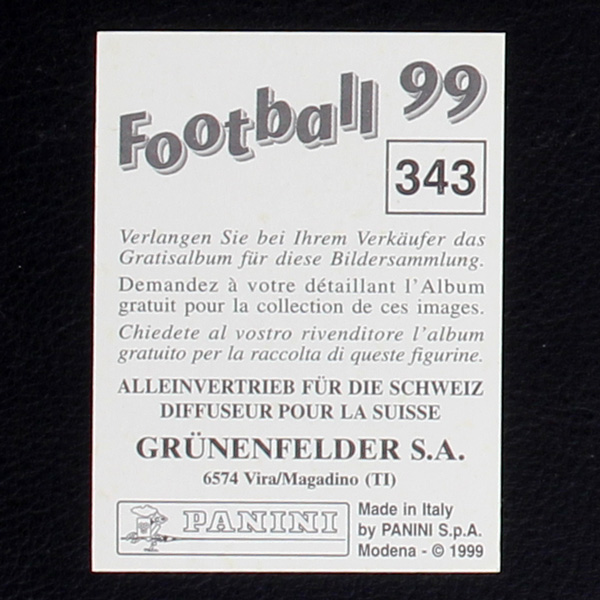 Football 99
343
Verlangen Sie bei Ihrem Verkäufer das
Gratisalbum für diese Bildersammlung.
Demandez à votre détaillant l'Album
gratuit pour la collection de ces images.
Chiedete al vostro rivenditore l'album
gratuito per la raccolta di queste figurine.
ALLEINVERTRIEB FÜR DIE SCHWEIZ
DIFFUSEUR POUR LA SUISSE
GRÜNENFELDER S.A.
6574 Vira/Magadino (TI)
PANINI
Made in Italy
by PANINI S.p.A.
Modena - © 1999